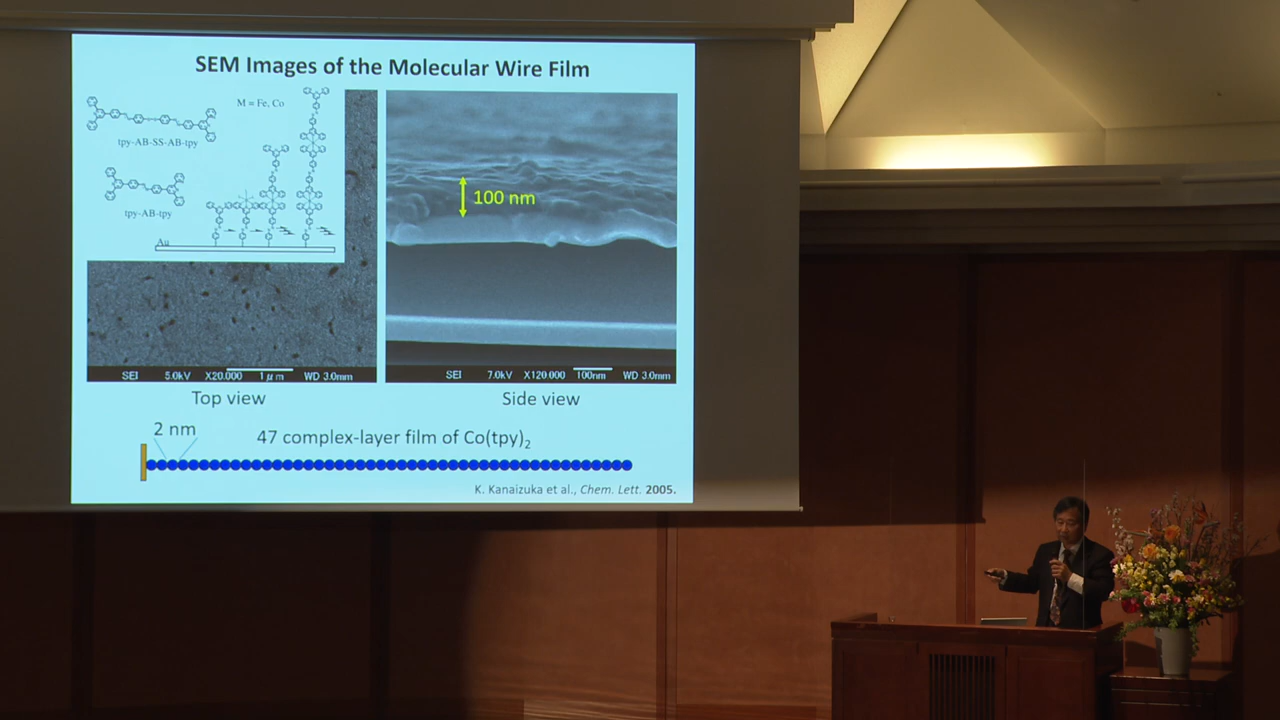 SEM Images of the Molecular Wire Film
M = Fe, Co
tpy-AB-SS-AB-tpy
tpy-AB-tpy
Au
100 nm
SEI 5.0kV X20,000 1μm WD 3.0mm
SEI 7.0kV X120,000 100nm WD 3.0mm
Top view
Side view
2 nm
47 complex-layer film of Co(tpy)2
K. Kanaizuka et al., Chem. Lett. 2005.